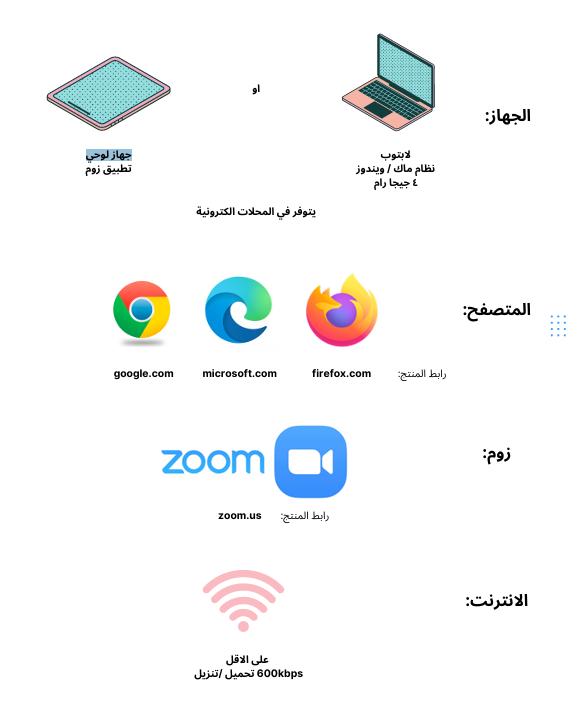 الجهاز:
او
لابتوب
نظام ماك / ويندوز
٤ جيجا رام
جهاز لوحي
تطبيق زوم
يتوفر في المحلات الكترونية
المتصفح:
رابط المنتج:
firefox.com
microsoft.com
google.com
زوم:
zoom
رابط المنتج:
zoom.us
الانترنت:
على الاقل
600kbps تحميل /تنزيل